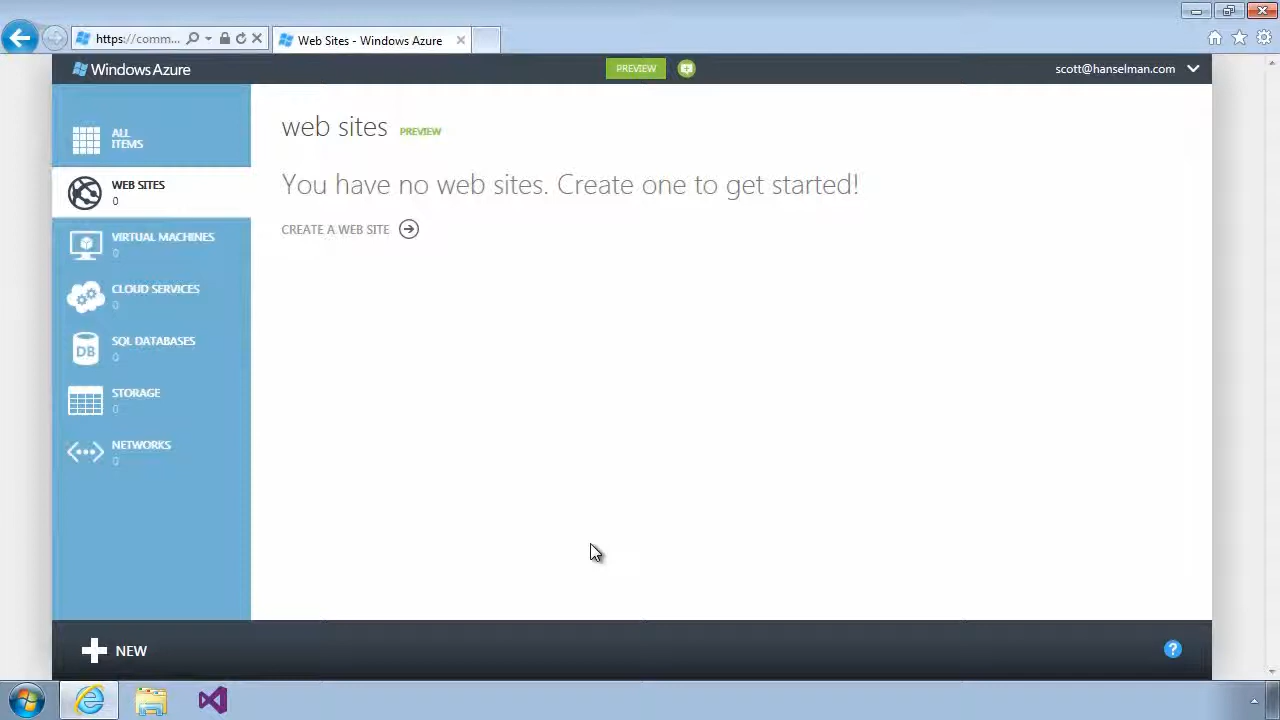 https://comm...
Web Sites - Windows Azure
Windows Azure
PREVIEW
scott@hanselman.com
ALL
ITEMS
WEB SITES
0
VIRTUAL MACHINES
0
CLOUD SERVICES
0
SQL DATABASES
0
DB
STORAGE
0
NETWORKS
0
web sites PREVIEW
You have no web sites. Create one to get started!
CREATE A WEB SITE
NEW
?